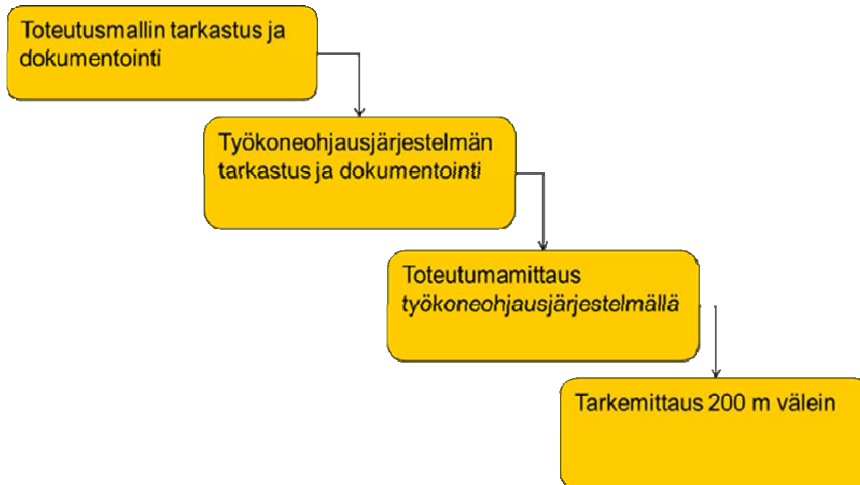 Toteutusmallin tarkastus ja
dokumentointi
Työkoneohjausjärjestelmän
tarkastus ja dokumentointi
Toteutumamittaus
työkoneohjausjärjestelmällä
Tarkemittaus 200 m välein